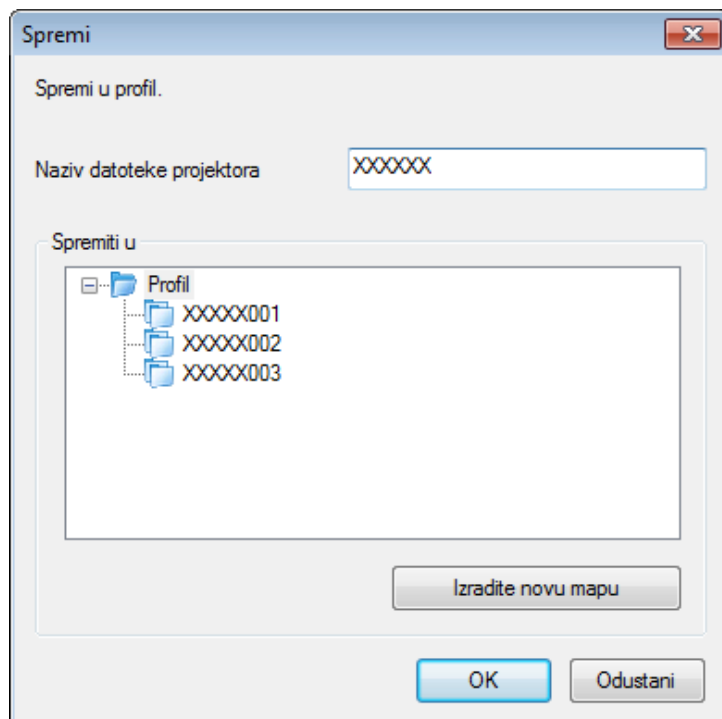 Spremi
Spremi u profil.
Naziv datoteke projektora XXXXXX
Spremiti u
Profil
XXXXX001
XXXXX002
XXXXX003
Izradite novu mapu
OK Odustani